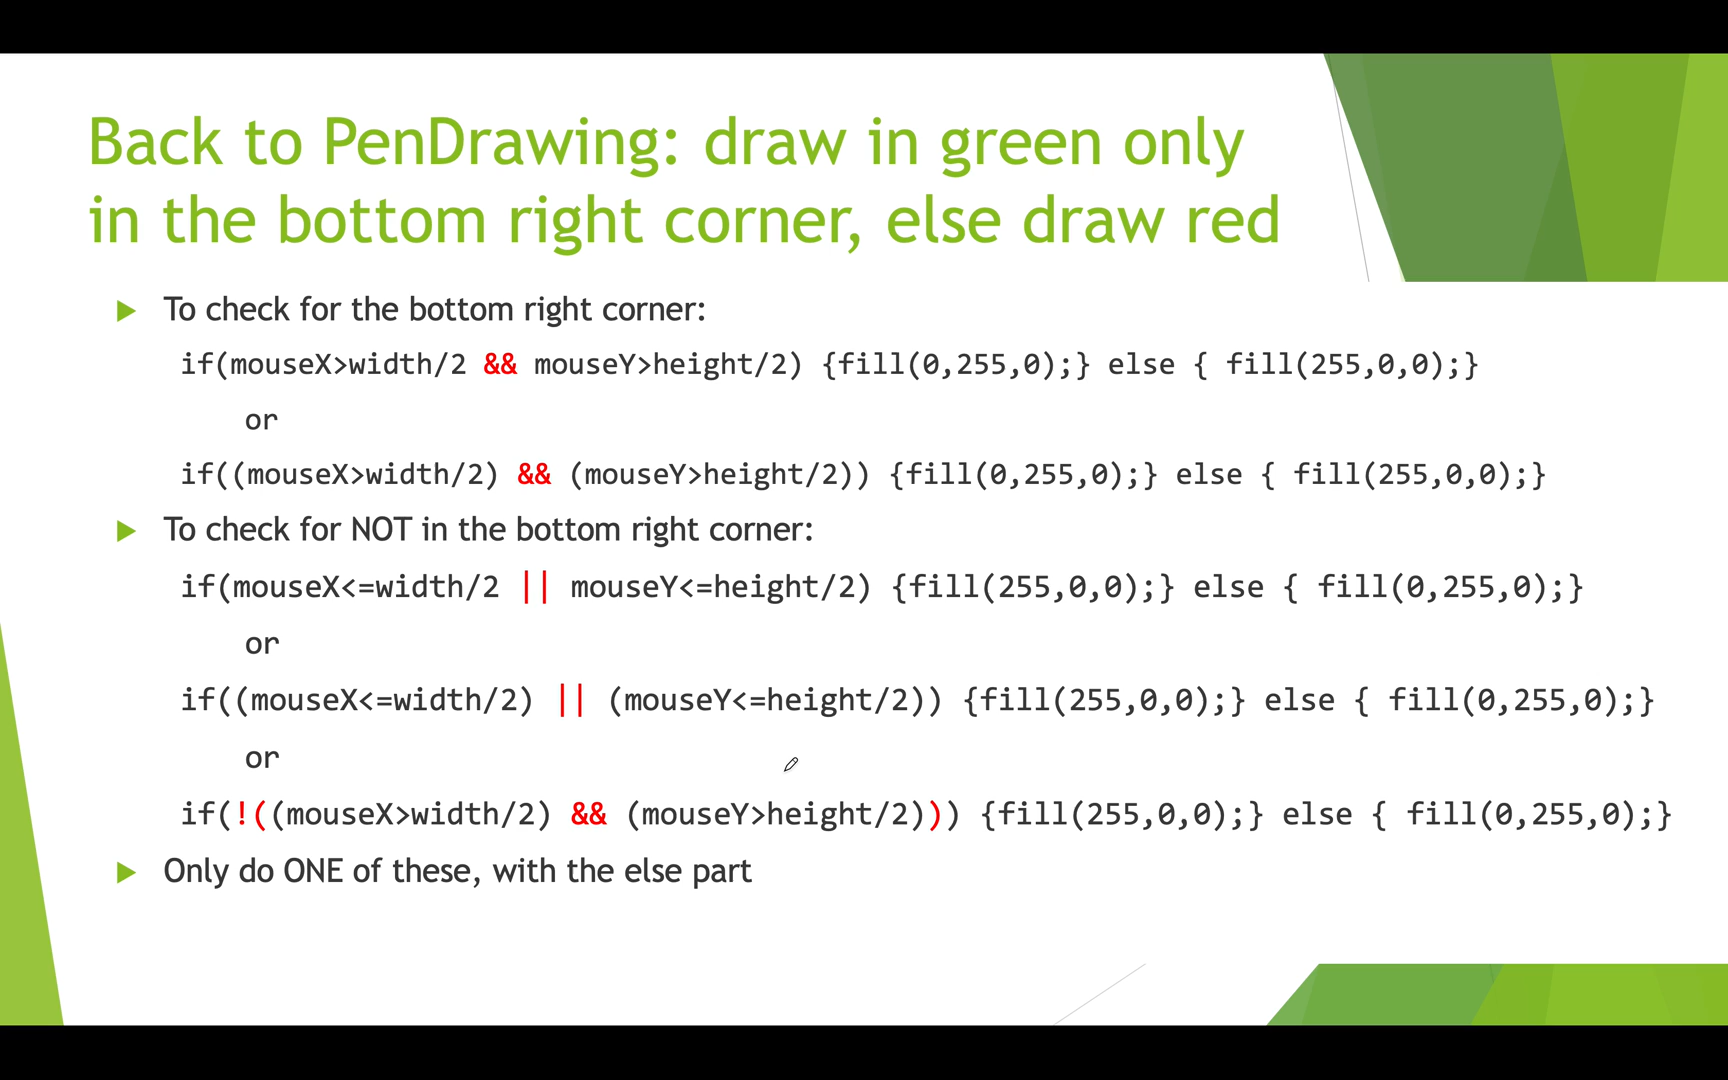 Back to PenDrawing: draw in green only
in the bottom right corner, else draw red
To check for the bottom right corner:
if(mouseX>width/2 && mouseY>height/2) {fill(0,255,0);} else { fill(255,0,0);}
or
if((mouseX>width/2) && (mouseY>height/2)) {fill(0,255,0);} else { fill(255,0,0);}
To check for NOT in the bottom right corner:
if(mouseX<=width/2 || mouseY<=height/2) {fill(255,0,0);} else { fill(0,255,0);}
or
if((mouseX<=width/2) || (mouseY<=height/2)) {fill(255,0,0);} else { fill(0,255,0);}
or
if(!((mouseX>width/2) && (mouseY>height/2))) {fill(255,0,0);} else { fill(0,255,0);}
Only do ONE of these, with the else part